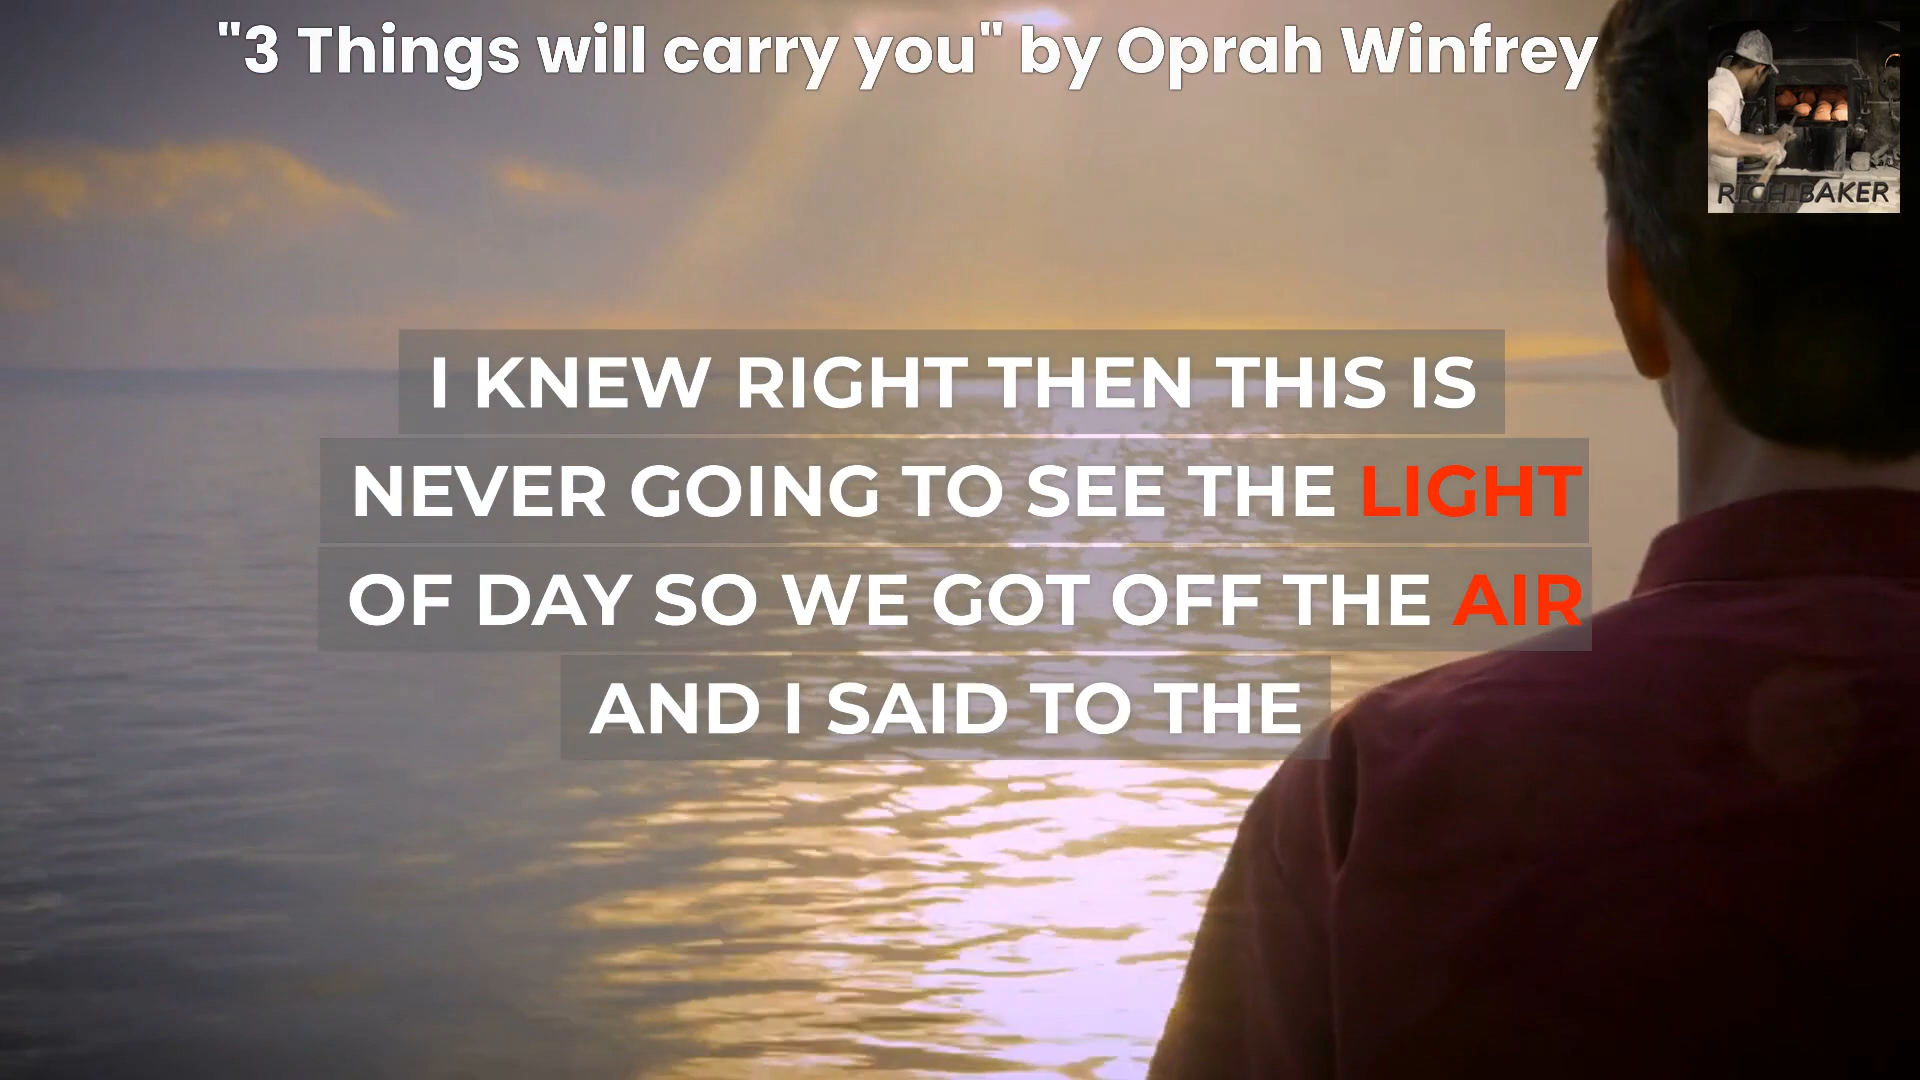 "3 Things will carry you" by Oprah Winfrey
RICH BAKER
I KNEW RIGHT THEN THIS IS
NEVER GOING TO SEE THE LIGHT
OF DAY SO WE GOT OFF THE AIR
AND I SAID TO THE